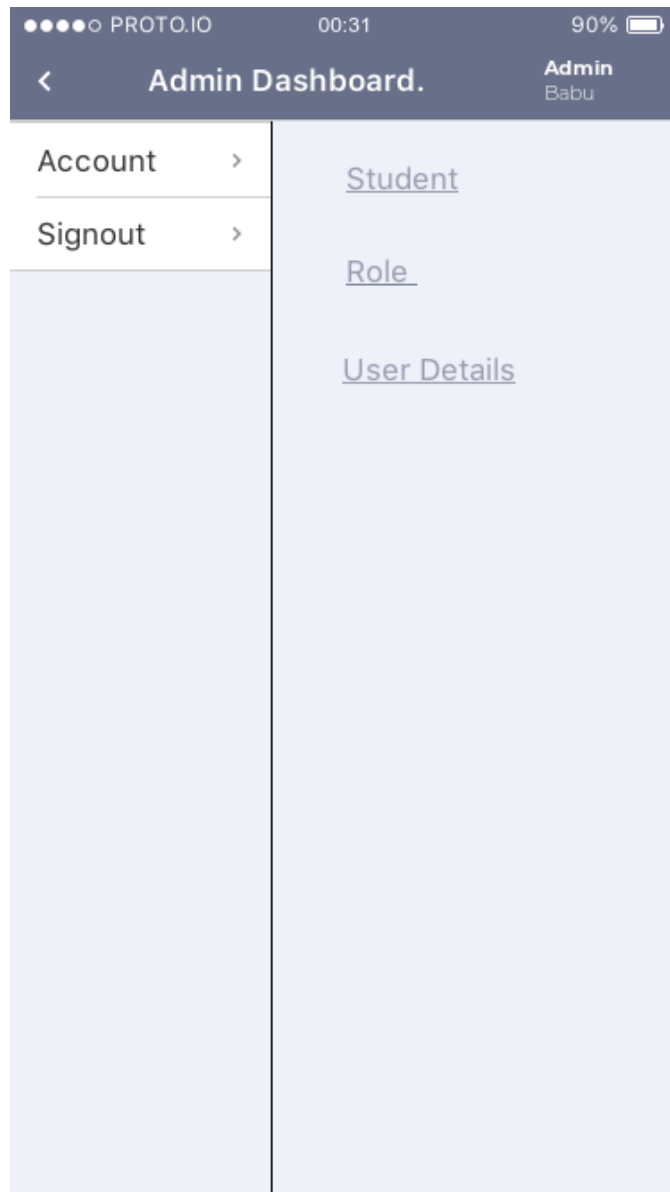 PROTO.IO 00:31 90%
Admin Dashboard. Admin
Babu
Account
Signout
Student
Role
User Details